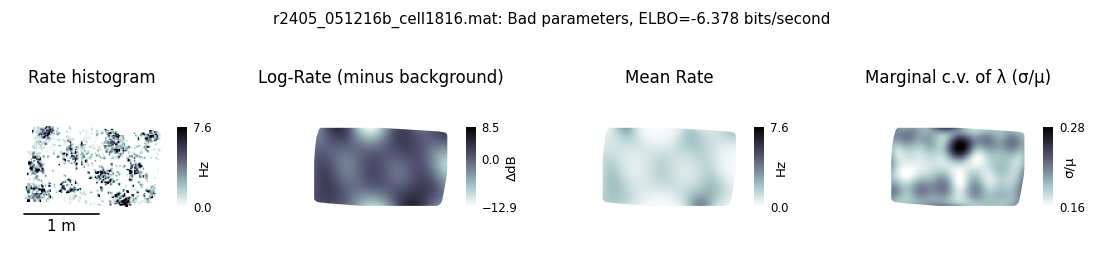 r2405_051216b_cell1816.mat: Bad parameters, ELBO=-6.378 bits/second
Rate histogram
Log-Rate (minus background)
Mean Rate
Marginal c.v. of λ (σ/μ)
7.6
Hz
0.0
1 m
8.5
0.0
ΔdB
−12.9
7.6
Hz
0.0
0.28
σ/μ
0.16